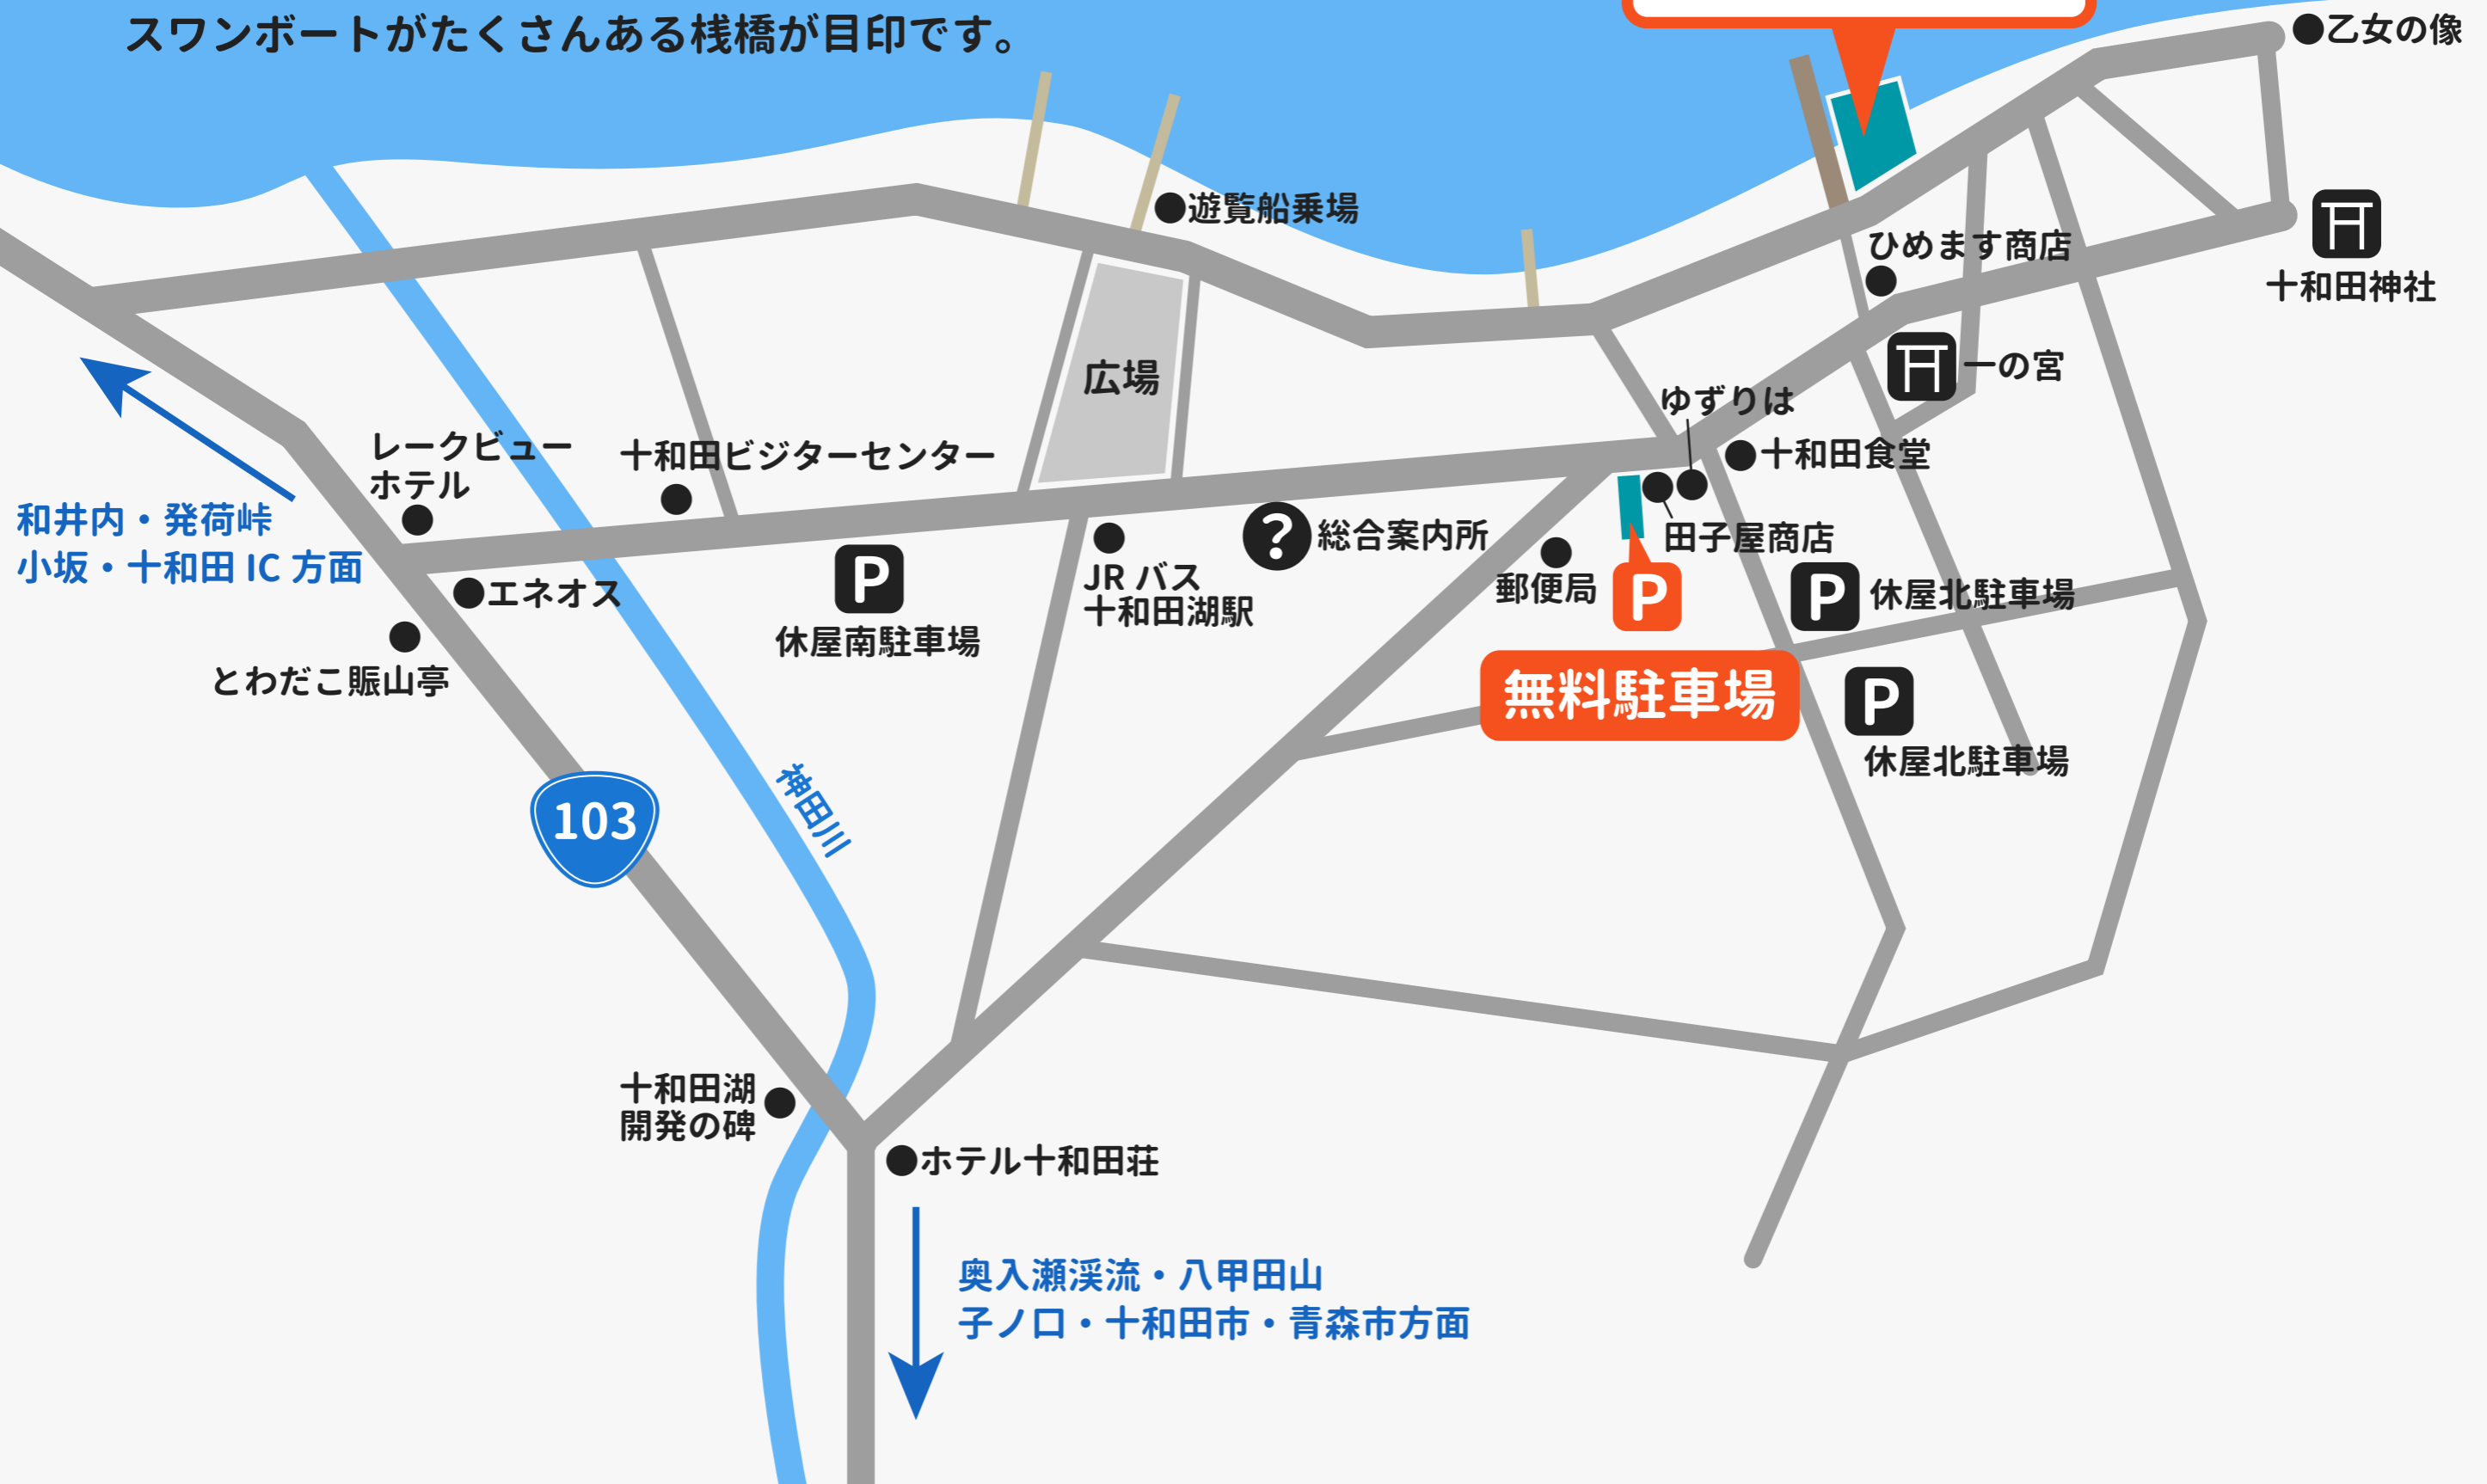 スワンボートがたくさんある桟橋が目印です。
乙女の像
遊覧船乗場
ひめます商店
十和田神社
広場
一の宮
ゆずりは
レークビュー
ホテル
十和田ビジターセンター
十和田食堂
和井内・発荷峠
小坂・十和田 IC 方面
?
総合案内所
田子屋商店
エネオス
P
休屋南駐車場
JR バス
十和田湖駅
郵便局
P
P
休屋北駐車場
とわだこ賑山亭
無料駐車場
P
休屋北駐車場
103
神田川
十和田湖
開発の碑
ホテル十和田荘
奥入瀬渓流・八甲田山
子ノ口・十和田市・青森市方面